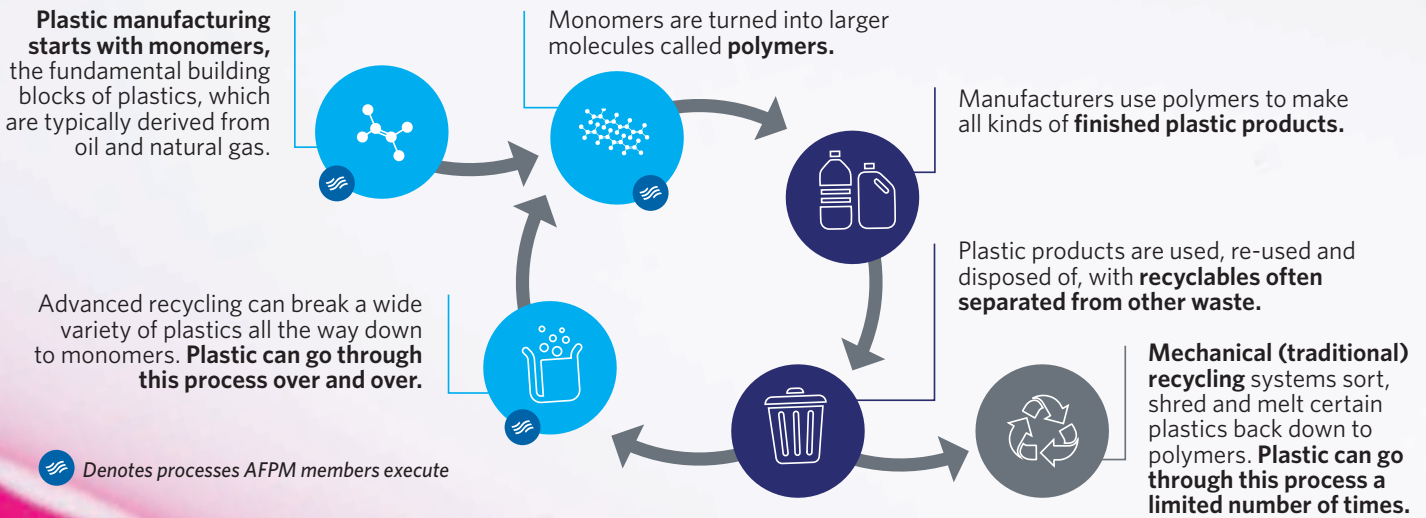 Plastic manufacturing
starts with monomers,
the fundamental building
blocks of plastics, which
are typically derived from
oil and natural gas.
Monomers are turned into larger
molecules called polymers.
Manufacturers use polymers to make
all kinds of finished plastic products.
Plastic products are used, re-used and
disposed of, with recyclables often
separated from other waste.
Mechanical (traditional)
recycling systems sort,
shred and melt certain
plastics back down to
polymers. Plastic can go
through this process a
limited number of times.
Advanced recycling can break a wide
variety of plastics all the way down
to monomers. Plastic can go through
this process over and over.
Denotes processes AFPM members execute